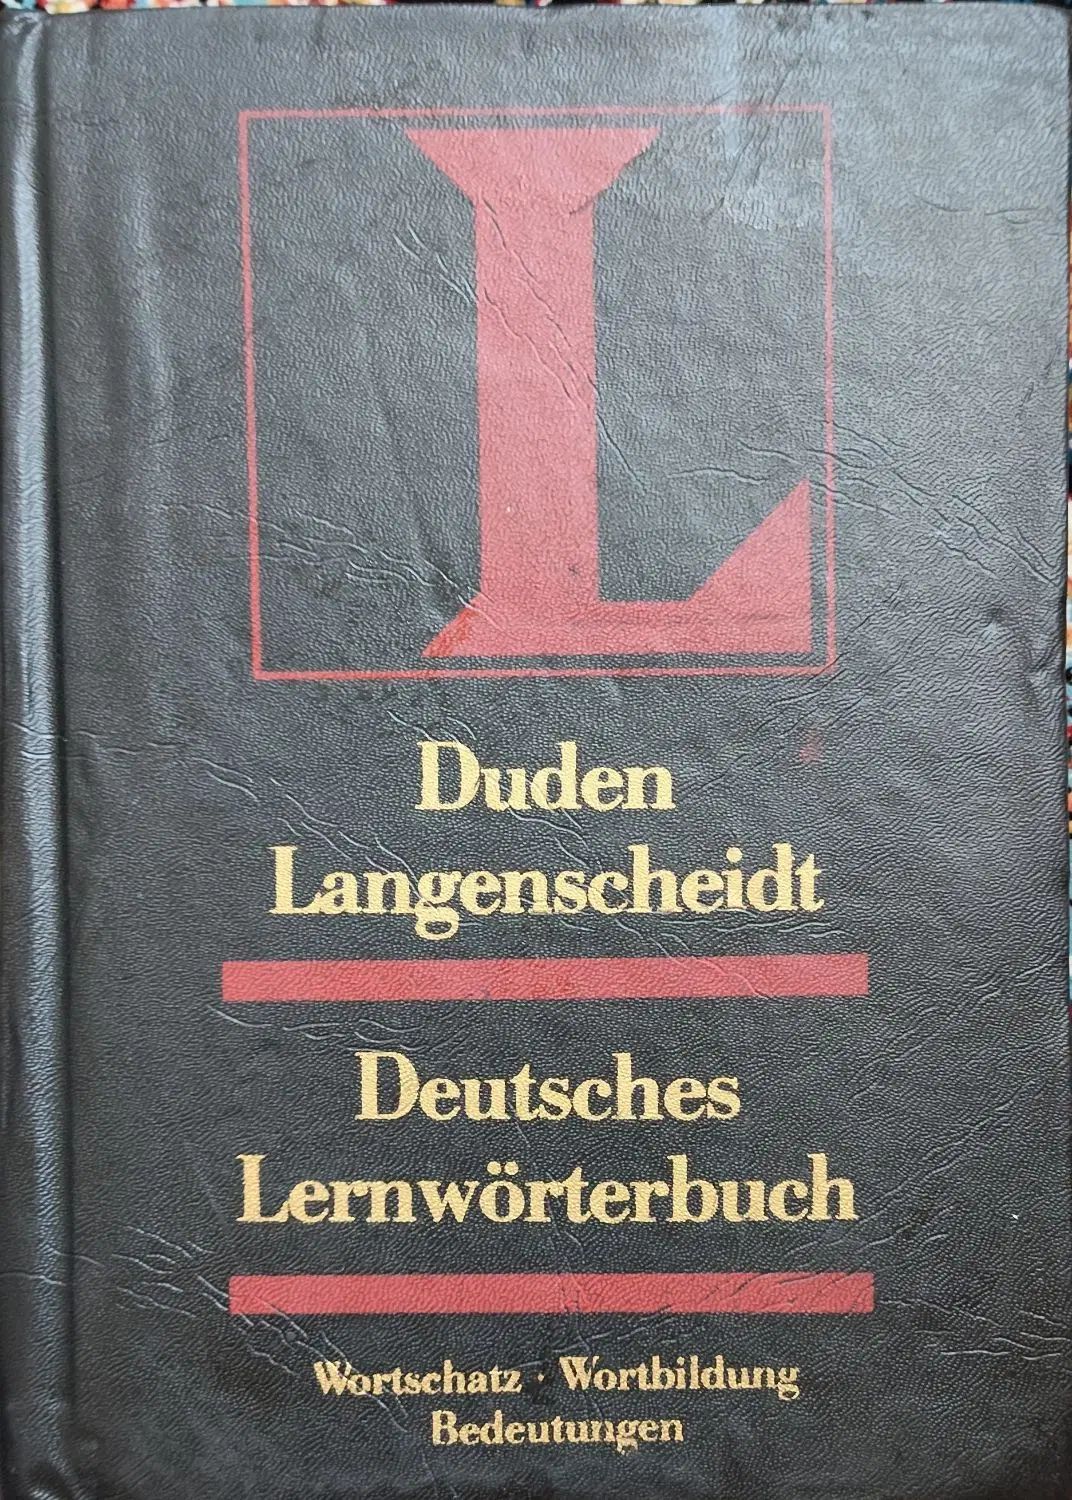 L
Duden
Langenscheidt
Deutsches
Lernwörterbuch
Wortschatz · Wortbildung
Bedeutungen